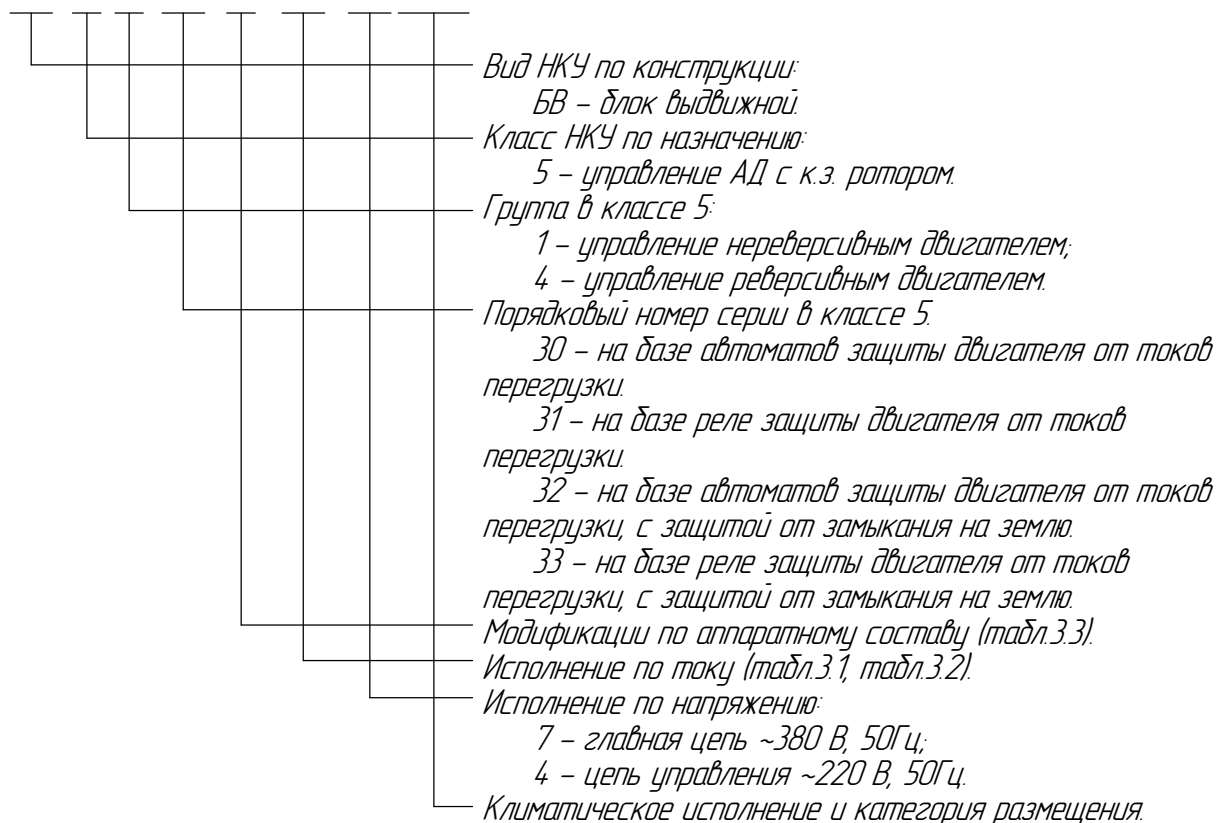 Вид НКУ по конструкции:
БВ – блок выдвижной.
Класс НКУ по назначению:
5 – управление АД с к.з. ротором.
Группа в классе 5:
1 – управление нереверсивным двигателем;
4 – управление реверсивным двигателем.
Порядковый номер серии в классе 5.
30 – на базе автоматов защиты двигателя от токов
перегрузки.
31 – на базе реле защиты двигателя от токов
перегрузки.
32 – на базе автоматов защиты двигателя от токов
перегрузки, с защитой от замыкания на землю.
33 – на базе реле защиты двигателя от токов
перегрузки, с защитой от замыкания на землю.
Модификации по аппаратному составу (табл.3.3).
Исполнение по току (табл.3.1, табл.3.2).
Исполнение по напряжению:
7 – главная цепь ~380 В, 50Гц;
4 – цепь управления ~220 В, 50Гц.
Климатическое исполнение и категория размещения.